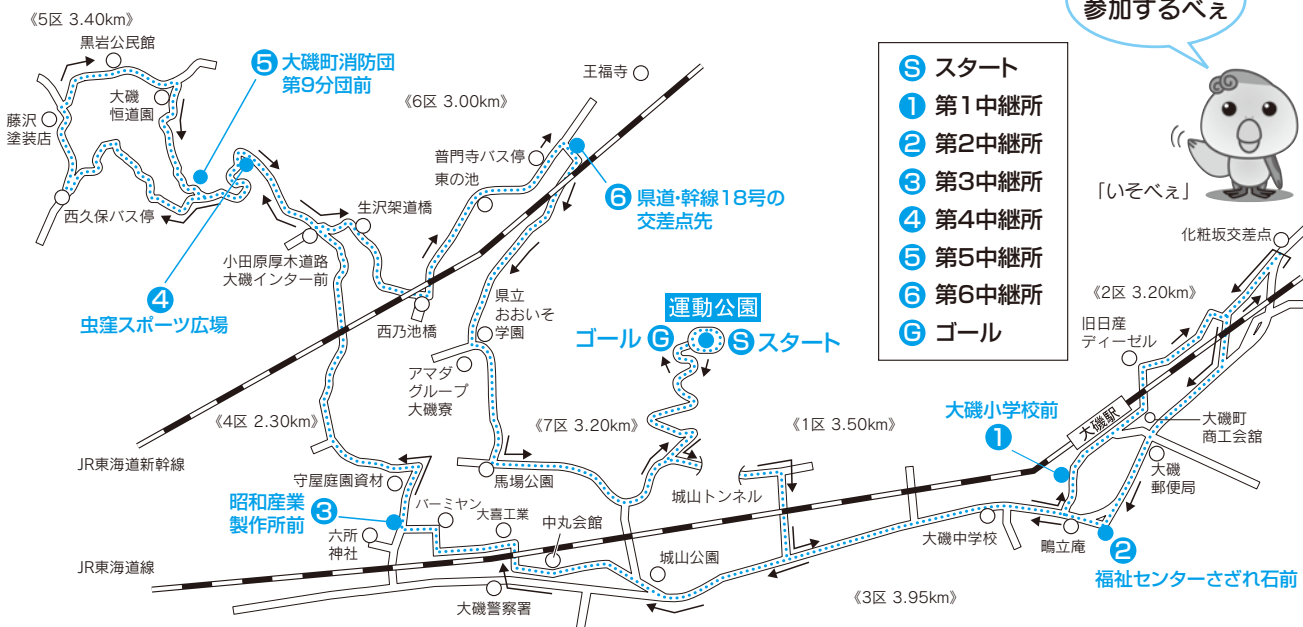 参加するべぇ
《5区 3.40km》
黒岩公民館
5 大磯町消防団
第9分団前
大磯
恒道園
藤沢
塗装店
西久保バス停
4
虫窪スポーツ広場
《6区 3.00km》
王福寺
普門寺バス停
東の池
生沢架道橋
小田原厚木道路
大磯インター前
西乃池橋
6 県道・幹線18号の
交差点先
県立
おおいそ
学園
アマダ
グループ
大磯寮
運動公園
ゴール G
S スタート
S スタート
1 第1中継所
2 第2中継所
3 第3中継所
4 第4中継所
5 第5中継所
6 第6中継所
G ゴール
「いそべぇ」
化粧坂交差点
《2区 3.20km》
旧日産
ディーゼル
大磯駅
大磯町
商工会館
大磯
郵便局
大磯小学校前
1
《1区 3.50km》
《7区 3.20km》
《4区 2.30km》
JR東海道新幹線
守屋庭園資材
馬場公園
城山トンネル
昭和産業
製作所前
3
バーミヤン
大喜工業
中丸会館
六所
神社
城山公園
大磯中学校
鴫立庵
2
福祉センターさざれ石前
JR東海道線
大磯警察署
《3区 3.95km》